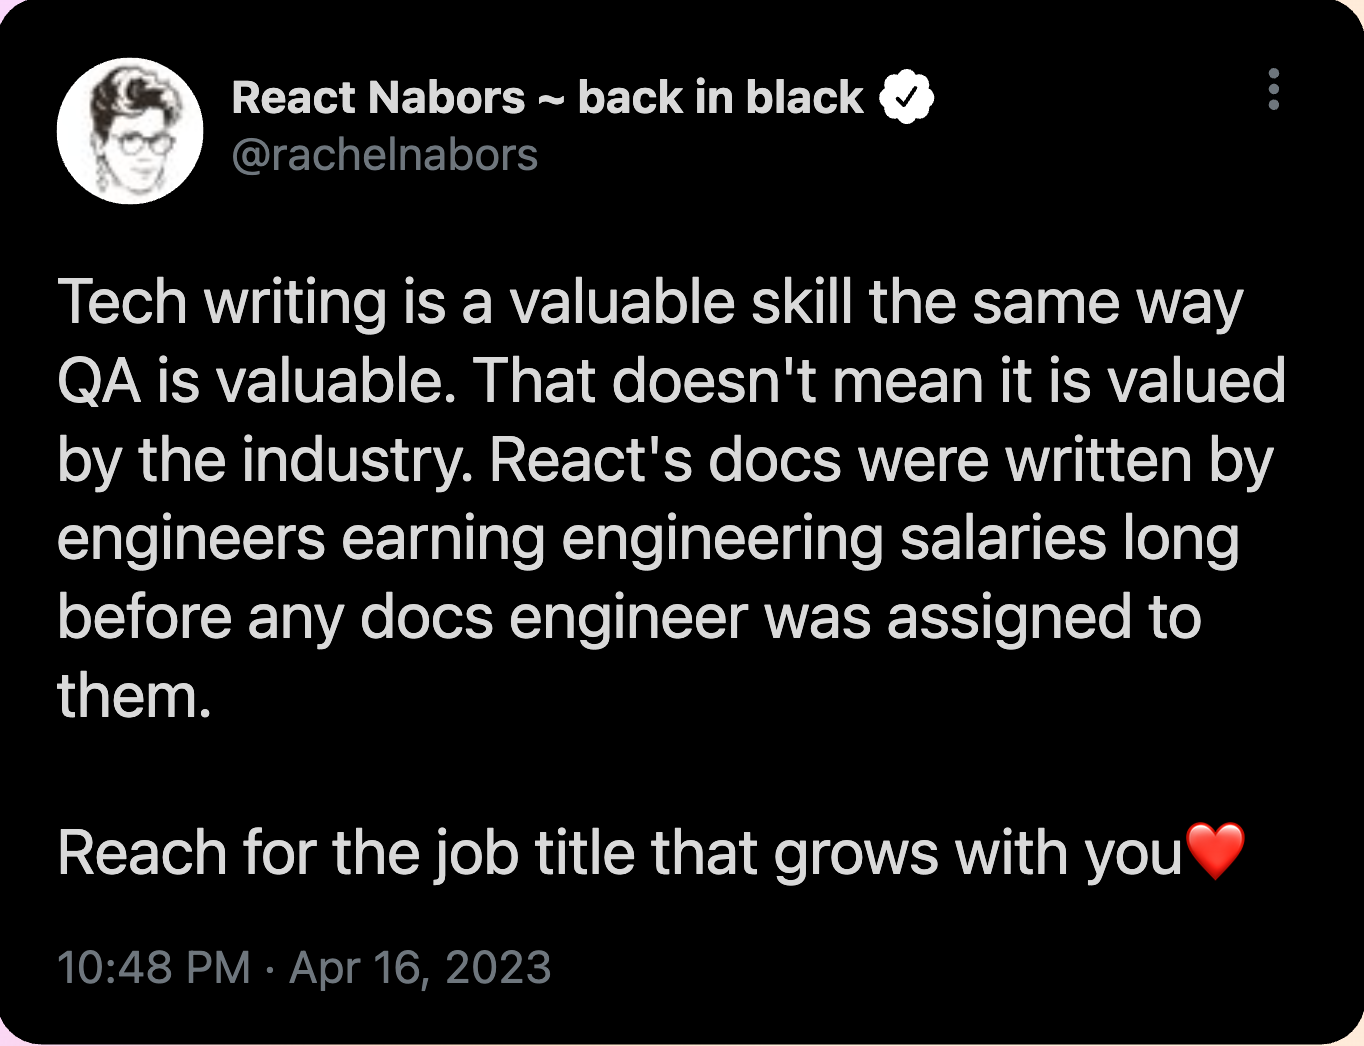 React Nabors ~ back in black
@rachelnabors
Tech writing is a valuable skill the same way
QA is valuable. That doesn't mean it is valued
by the industry. React's docs were written by
engineers earning engineering salaries long
before any docs engineer was assigned to
them.
Reach for the job title that grows with you❤️
10:48 PM · Apr 16, 2023